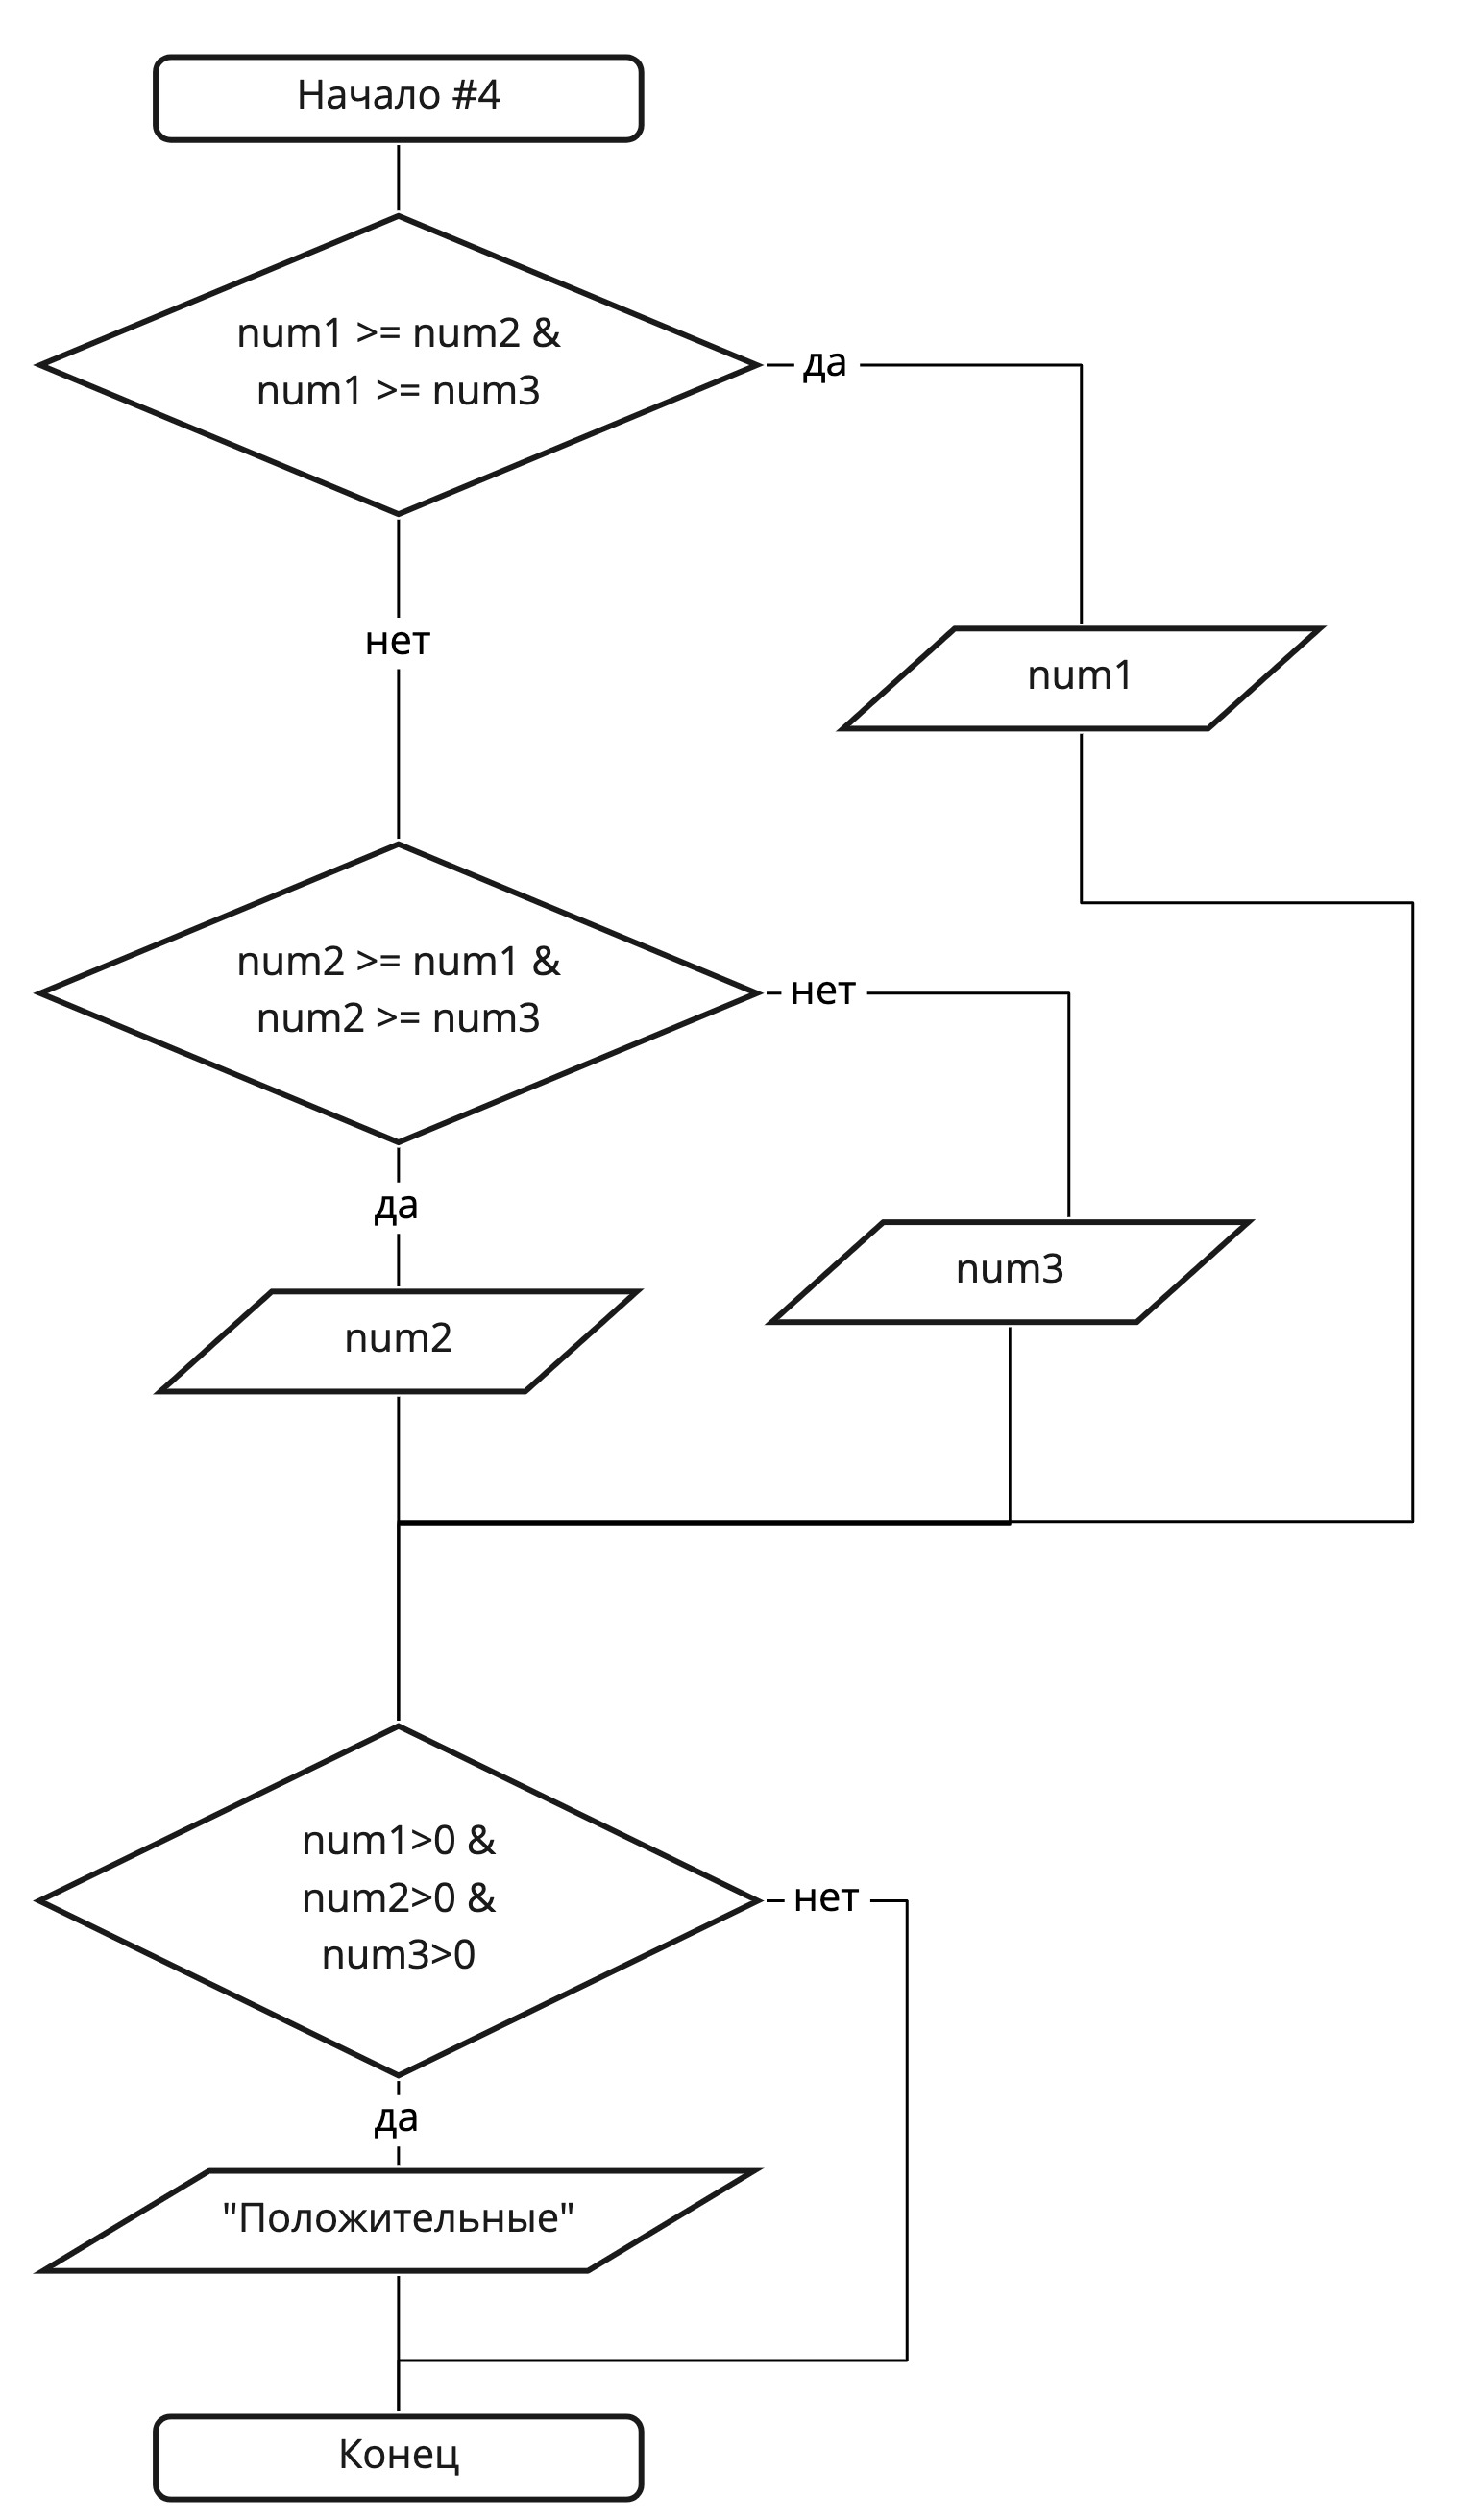 Начало #4
num1 >= num2 &
num1 >= num3
да
нет
num1
num2 >= num1 &
num2 >= num3
нет
да
num3
num2
num1>0 &
num2>0 &
num3>0
нет
да
"Положительные"
Конец